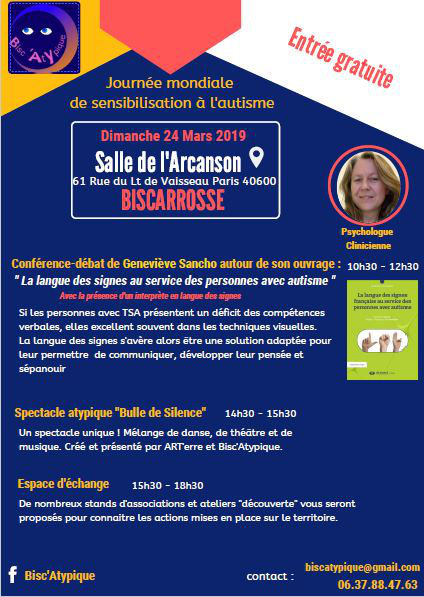 Bisc'AtYpique
Entrée gratuite
Journée mondiale
de sensibilisation à l'autisme
Dimanche 24 Mars 2019
Salle de l'Arcanson
61 Rue du Lt de Vaisseau Paris 40600
BISCARROSSE
Psychologue
Clinicienne
Conférence-débat de Geneviève Sancho autour de son ouvrage : 10h30 - 12h30
" La langue des signes au service des personnes avec autisme "
Avec la présence d'un interprète en langue des signes
La langue des signes
française au service des
personnes avec autisme
Si les personnes avec TSA présentent un déficit des compétences
verbales, elles excellent souvent dans les techniques visuelles.
La langue des signes s'avère alors être une solution adaptée pour
leur permettre de communiquer, développer leur pensée et
sépanouir
Spectacle atypique "Bulle de Silence" 14h30 - 15h30
Un spectacle unique ! Mélange de danse, de théâtre et de
musique. Créé et présenté par ART'erre et Bisc'Atypique.
Espace d'échange 15h30 - 18h30
De nombreux stands d'associations et ateliers "découverte" vous seront
proposés pour connaitre les actions mises en place sur le territoire.
f Bisc'Atypique
contact : biscatypique@gmail.com
06.37.88.47.63